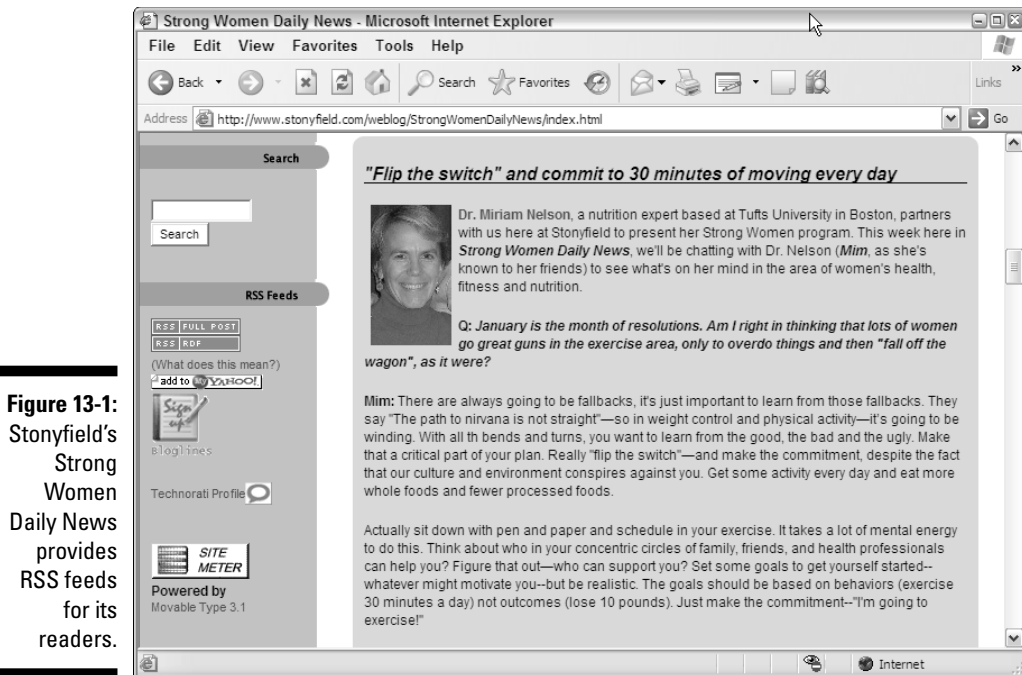 Strong Women Daily News - Microsoft Internet Explorer
File Edit View Favorites Tools Help
Back Search Favorites Links
Address http://www.stonyfield.com/weblog/StrongWomenDailyNews/index.html Go
Search
Search
RSS Feeds
RSS FULL POST
RSS RDF
(What does this mean?)
add to MY YAHOO!
Sign up
Bloglines
Technorati Profile
SITE METER
Powered by
Movable Type 3.1
"Flip the switch" and commit to 30 minutes of moving every day
Dr. Miriam Nelson, a nutrition expert based at Tufts University in Boston, partners
with us here at Stonyfield to present her Strong Women program. This week here in
Strong Women Daily News, we'll be chatting with Dr. Nelson (Mim, as she's
known to her friends) to see what's on her mind in the area of women's health,
fitness and nutrition.
Q: January is the month of resolutions. Am I right in thinking that lots of women
go great guns in the exercise area, only to overdo things and then "fall off the
wagon", as it were?
Mim: There are always going to be fallbacks, it's just important to learn from those fallbacks. They
say "The path to nirvana is not straight"—so in weight control and physical activity—it's going to be
winding. With all th bends and turns, you want to learn from the good, the bad and the ugly. Make
that a critical part of your plan. Really "flip the switch"—and make the commitment, despite the fact
that our culture and environment conspires against you. Get some activity every day and eat more
whole foods and fewer processed foods.
Actually sit down with pen and paper and schedule in your exercise. It takes a lot of mental energy
to do this. Think about who in your concentric circles of family, friends, and health professionals
can help you? Figure that out—who can support you? Set some goals to get yourself started--
whatever might motivate you--but be realistic. The goals should be based on behaviors (exercise
30 minutes a day) not outcomes (lose 10 pounds). Just make the commitment--"I'm going to
exercise!"
Internet
Figure 13-1:
Stonyfield's
Strong
Women
Daily News
provides
RSS feeds
for its
readers.